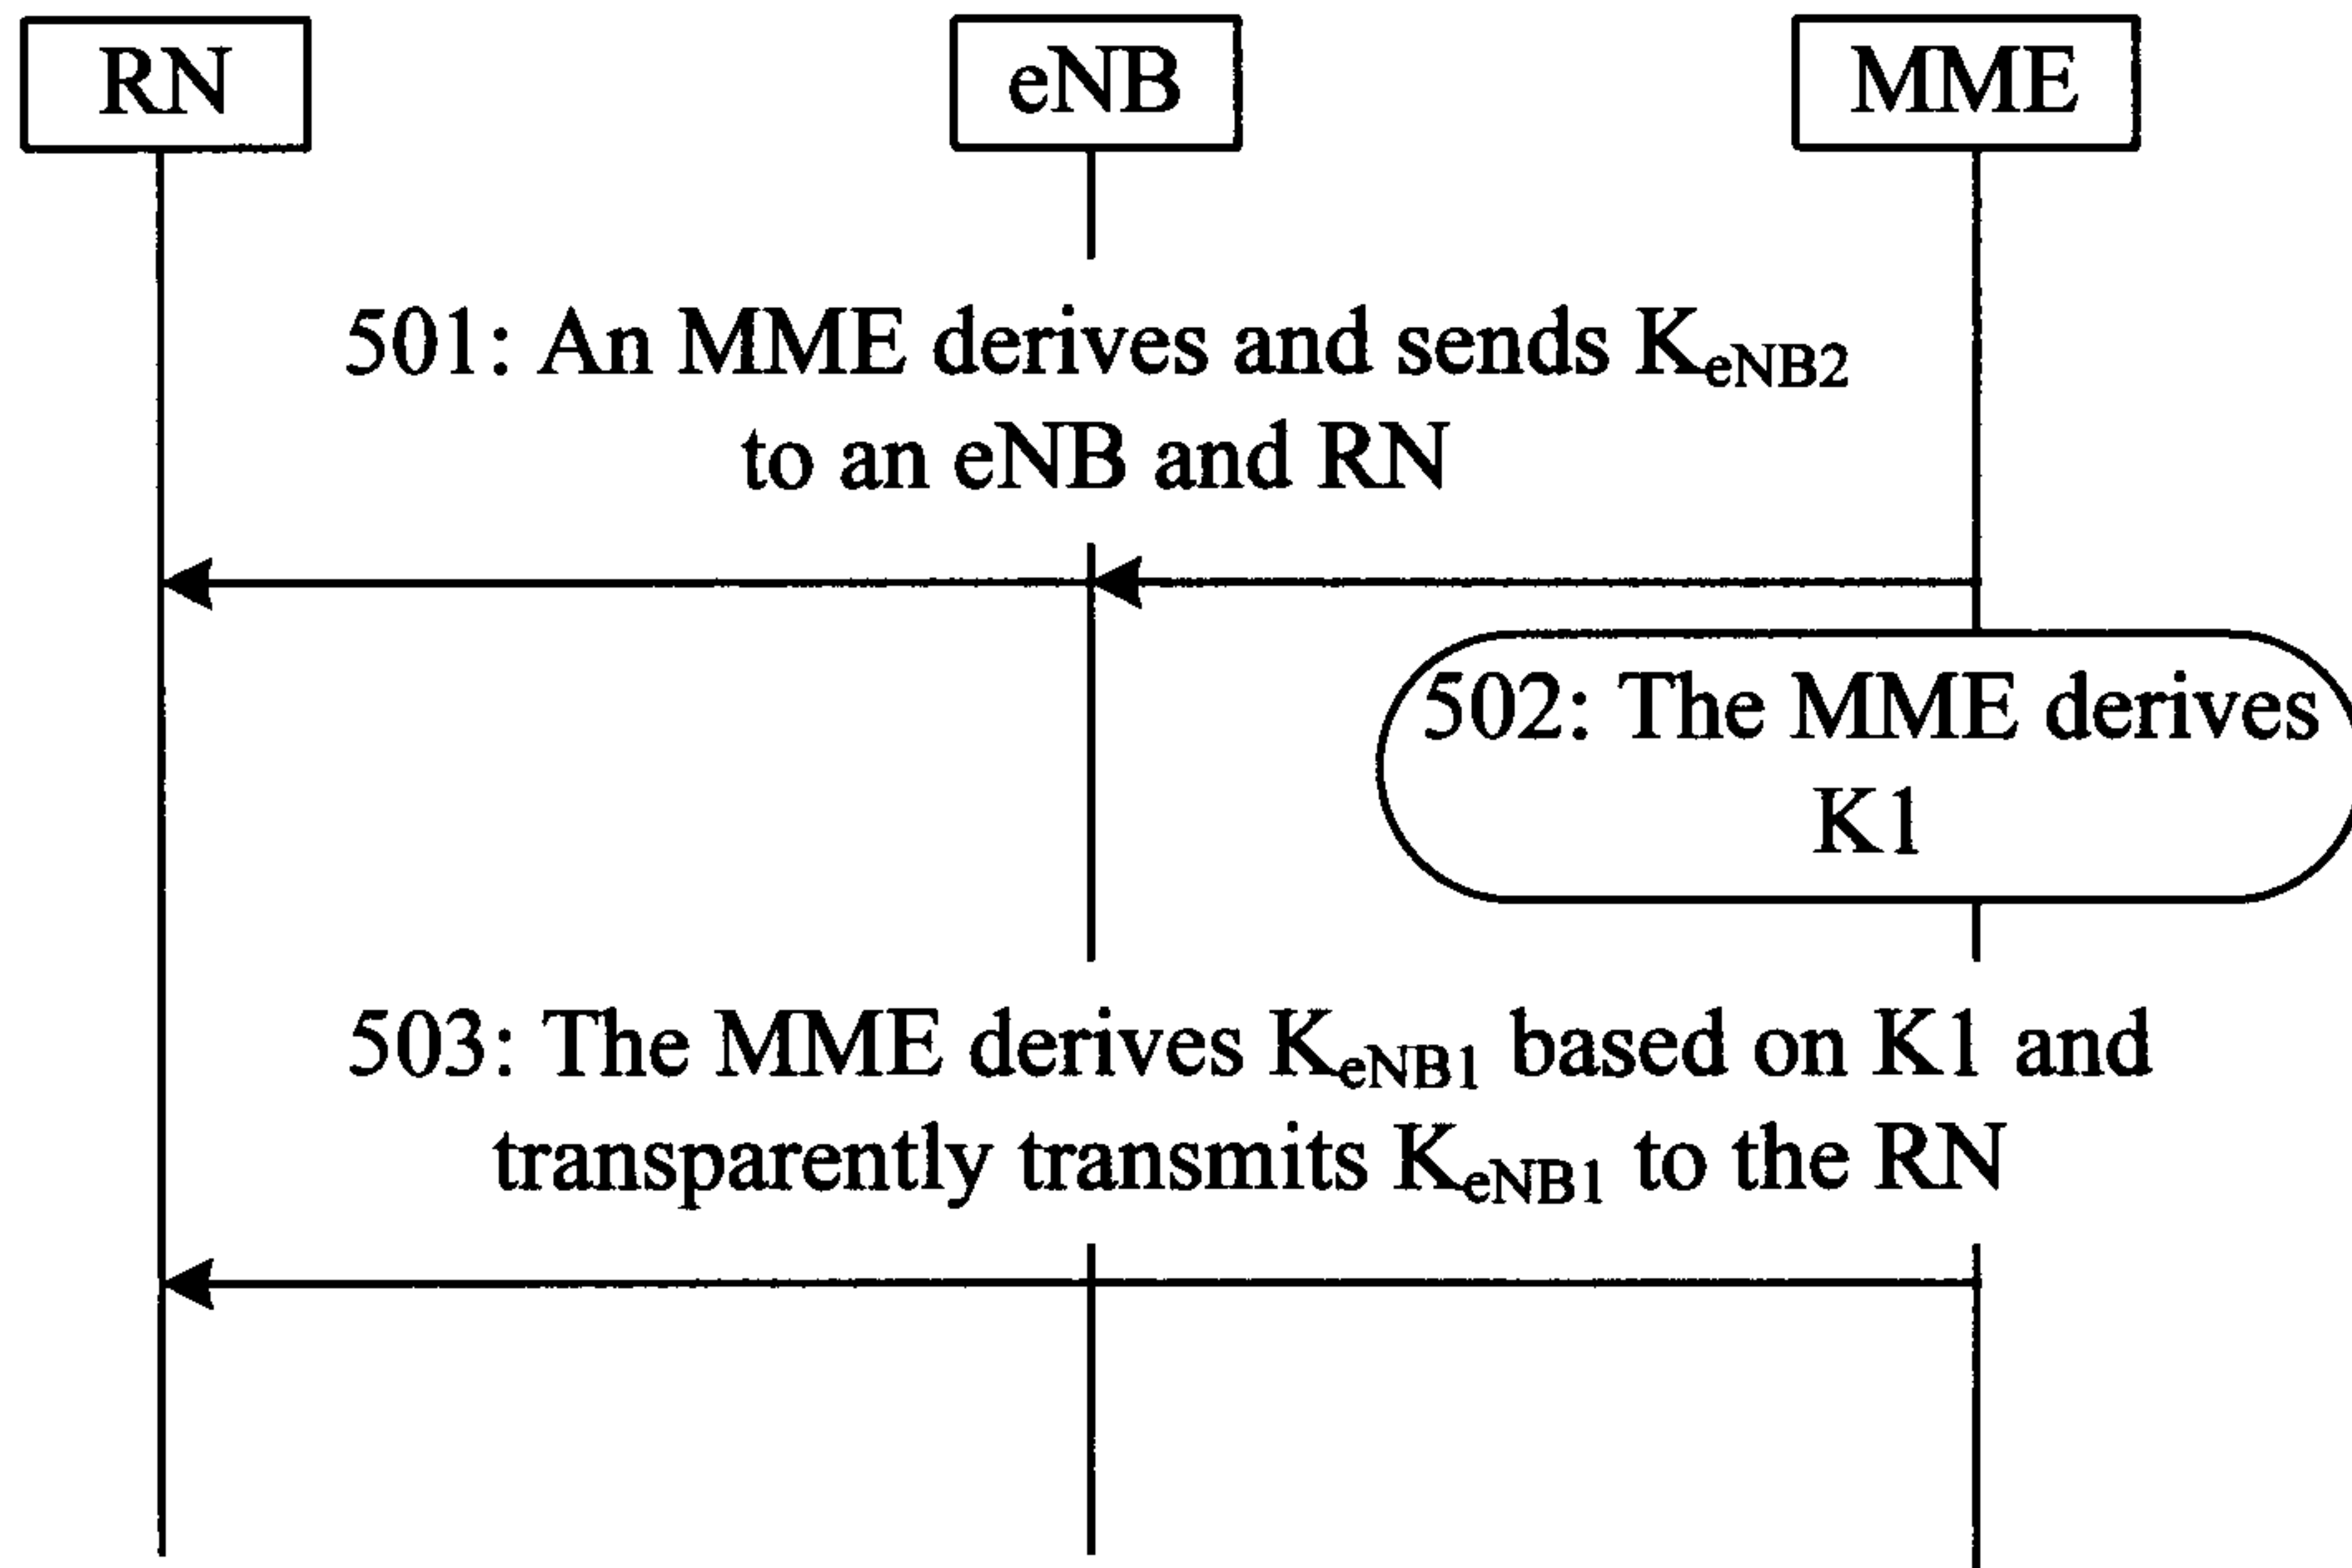 RN eNB MME
501: An MME derives and sends KeNB2
to an eNB and RN
502: The MME derives
K1
503: The MME derives KeNB1 based on K1 and
transparently transmits KeNB1 to the RN